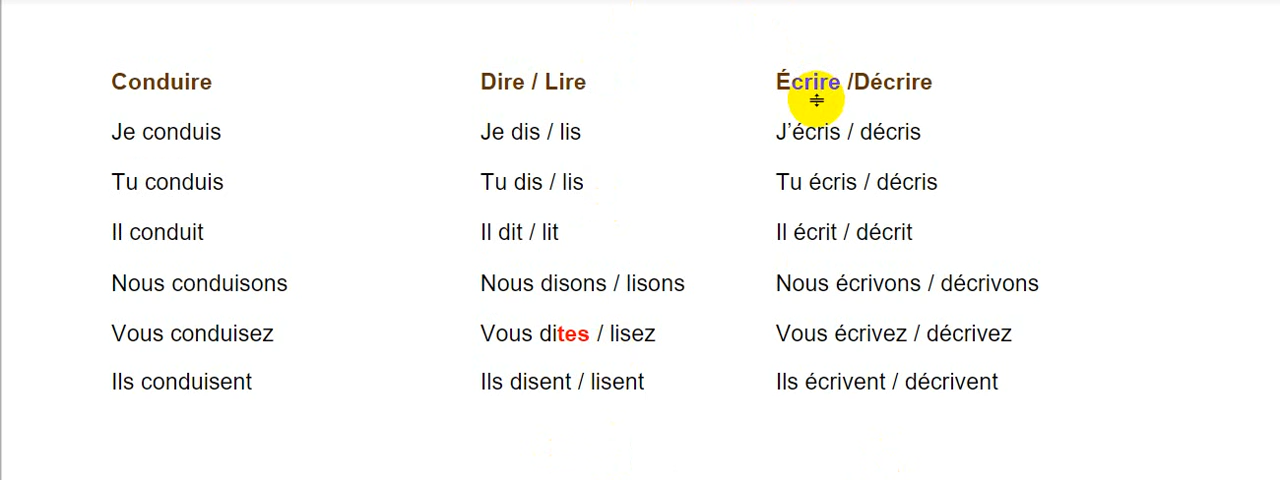 Conduire
Je conduis
Tu conduis
Il conduit
Nous conduisons
Vous conduisez
Ils conduisent
Dire / Lire
Je dis / lis
Tu dis / lis
Il dit / lit
Nous disons / lisons
Vous dites / lisez
Ils disent / lisent
Écrire /Décrire
J’écris / décris
Tu écris / décris
Il écrit / décrit
Nous écrivons / décrivons
Vous écrivez / décrivez
Ils écrivent / décrivent